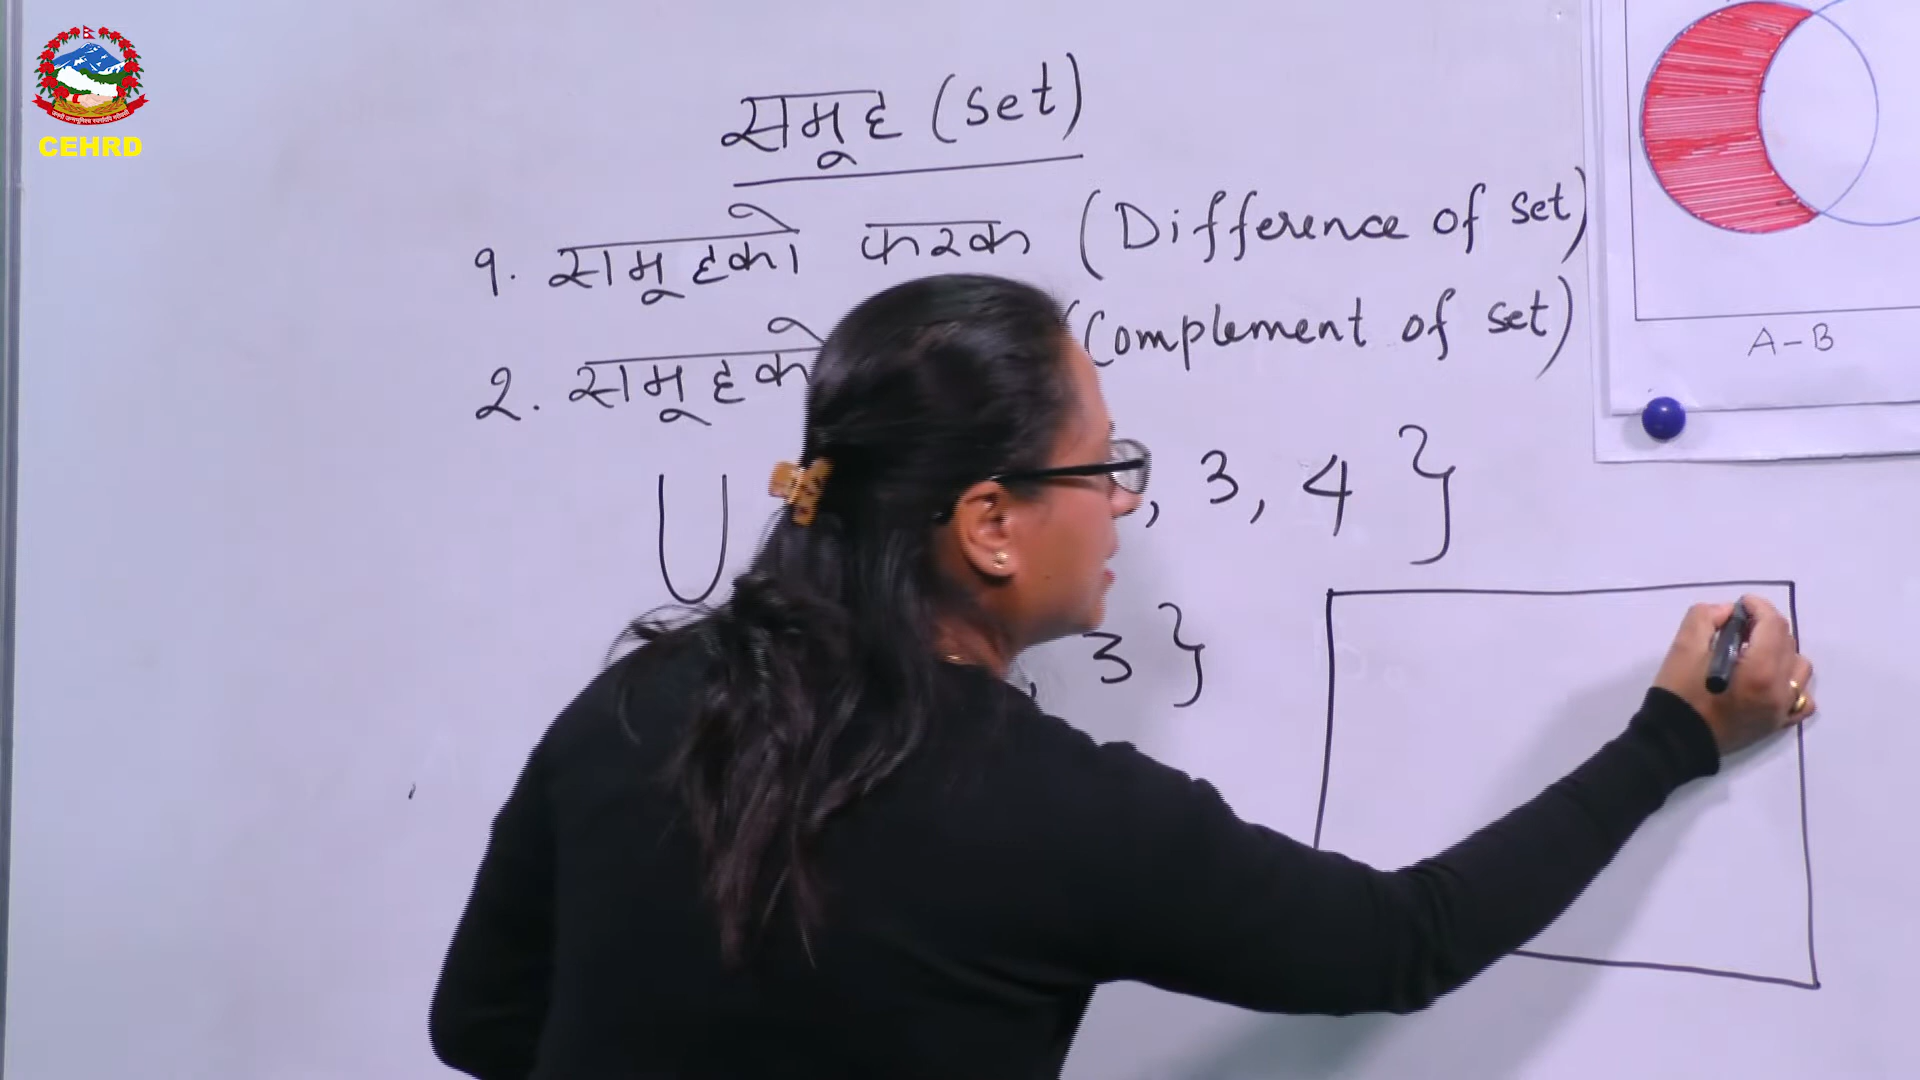 CEHRD
समूह (set)
१. समूहको फरक (Difference of set)
२. समूहको (Complement of set)
U , 3, 4 }
, 3 }
A-B